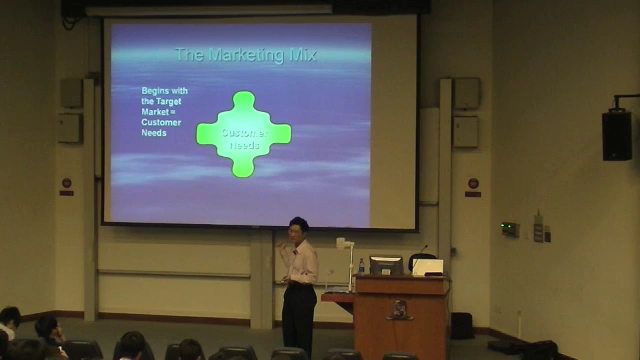 The Marketing Mix
Begins with
the Target
Market =
Customer
Needs
Customer
Needs